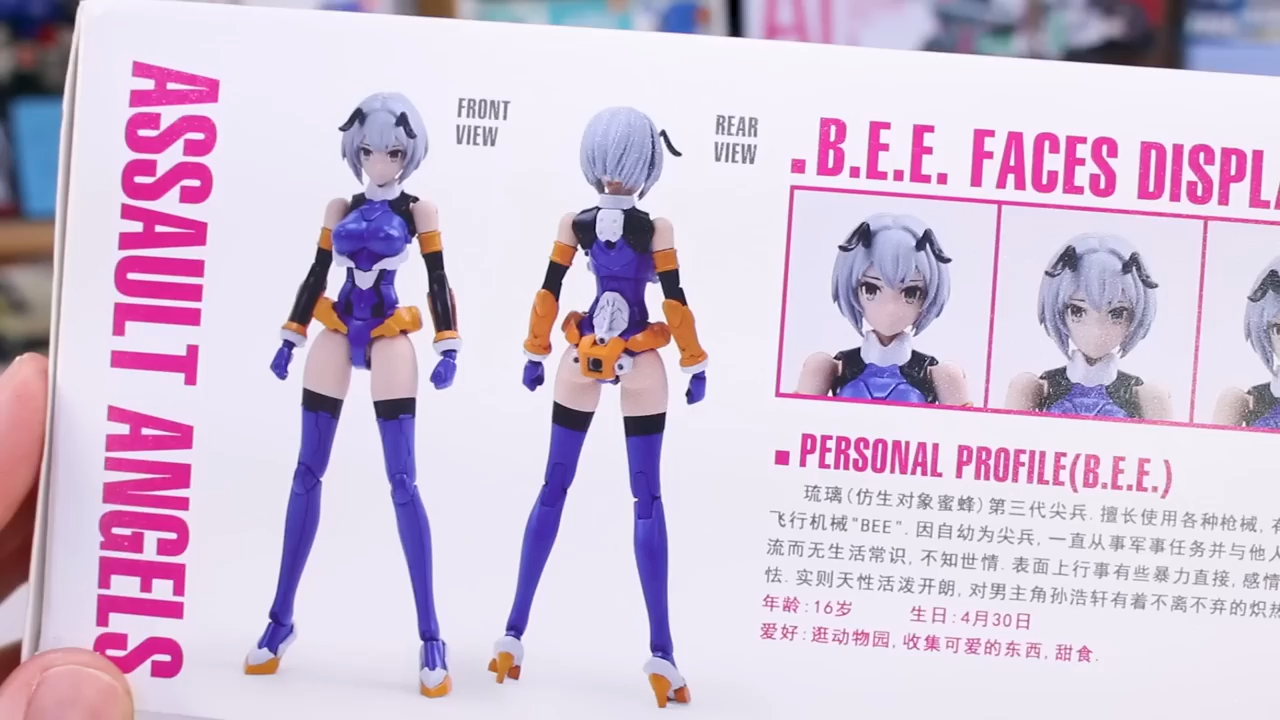 ASSAULT ANGELS
FRONT
VIEW
REAR
VIEW
.B.E.E. FACES DISPL
PERSONAL PROFILE(B.E.E.)
琉璃(仿生对象蜜蜂)第三代尖兵. 擅长使用各种枪械,
飞行机械"BEE". 因自幼为尖兵, 一直从事军事任务并与他人
流而无生活常识, 不知世情. 表面上行事有些暴力直接, 感情
怯. 实则天性活泼开朗, 对男主角孙浩轩有着不离不弃的炽热
年龄:16岁 生日:4月30日
爱好:逛动物园, 收集可爱的东西, 甜食.